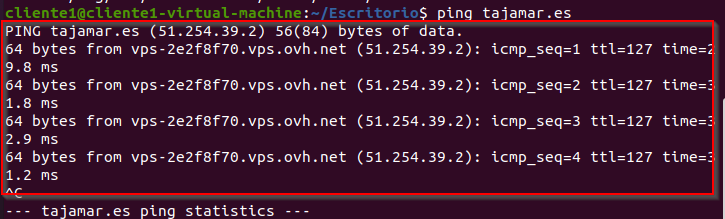 cliente1@cliente1-virtual-machine:~/Escritorio$ ping tajamar.es
PING tajamar.es (51.254.39.2) 56(84) bytes of data.
64 bytes from vps-2e2f8f70.vps.ovh.net (51.254.39.2): icmp_seq=1 ttl=127 time=2
9.8 ms
64 bytes from vps-2e2f8f70.vps.ovh.net (51.254.39.2): icmp_seq=2 ttl=127 time=3
1.8 ms
64 bytes from vps-2e2f8f70.vps.ovh.net (51.254.39.2): icmp_seq=3 ttl=127 time=3
2.9 ms
64 bytes from vps-2e2f8f70.vps.ovh.net (51.254.39.2): icmp_seq=4 ttl=127 time=3
1.2 ms
^C
--- tajamar.es ping statistics ---